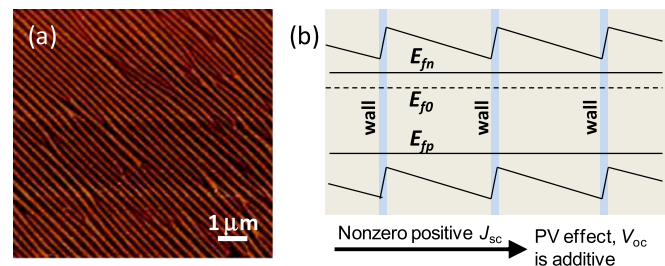 (a)
1 μm
(b)
E_fn
E_f0
wall
wall
wall
E_fp
Nonzero positive J_sc
PV effect, V_oc
is additive